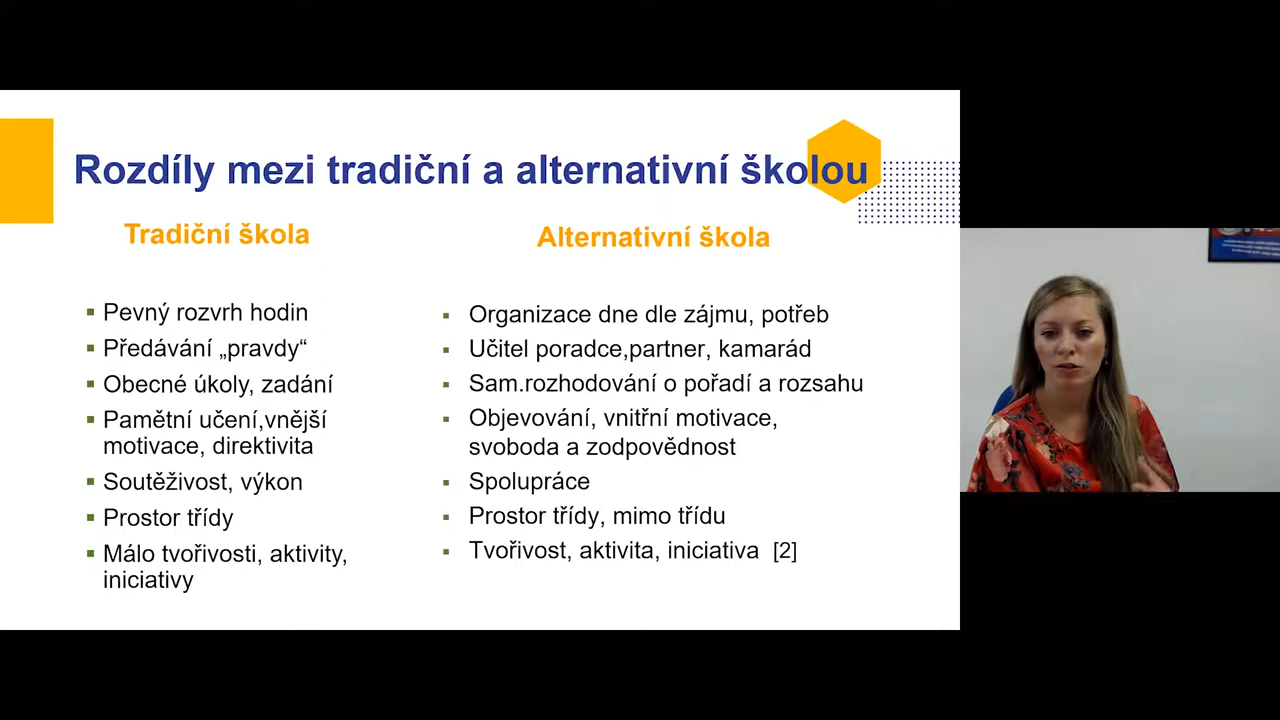 Rozdíly mezi tradiční a alternativní školou
Tradiční škola
Pevný rozvrh hodin
Předávání „pravdy“
Obecné úkoly, zadání
Pamětní učení,vnější
motivace, direktivita
Soutěživost, výkon
Prostor třídy
Málo tvořivosti, aktivity,
iniciativy
Alternativní škola
Organizace dne dle zájmu, potřeb
Učitel poradce,partner, kamarád
Sam.rozhodování o pořadí a rozsahu
Objevování, vnitřní motivace,
svoboda a zodpovědnost
Spolupráce
Prostor třídy, mimo třídu
Tvořivost, aktivita, iniciativa [2]